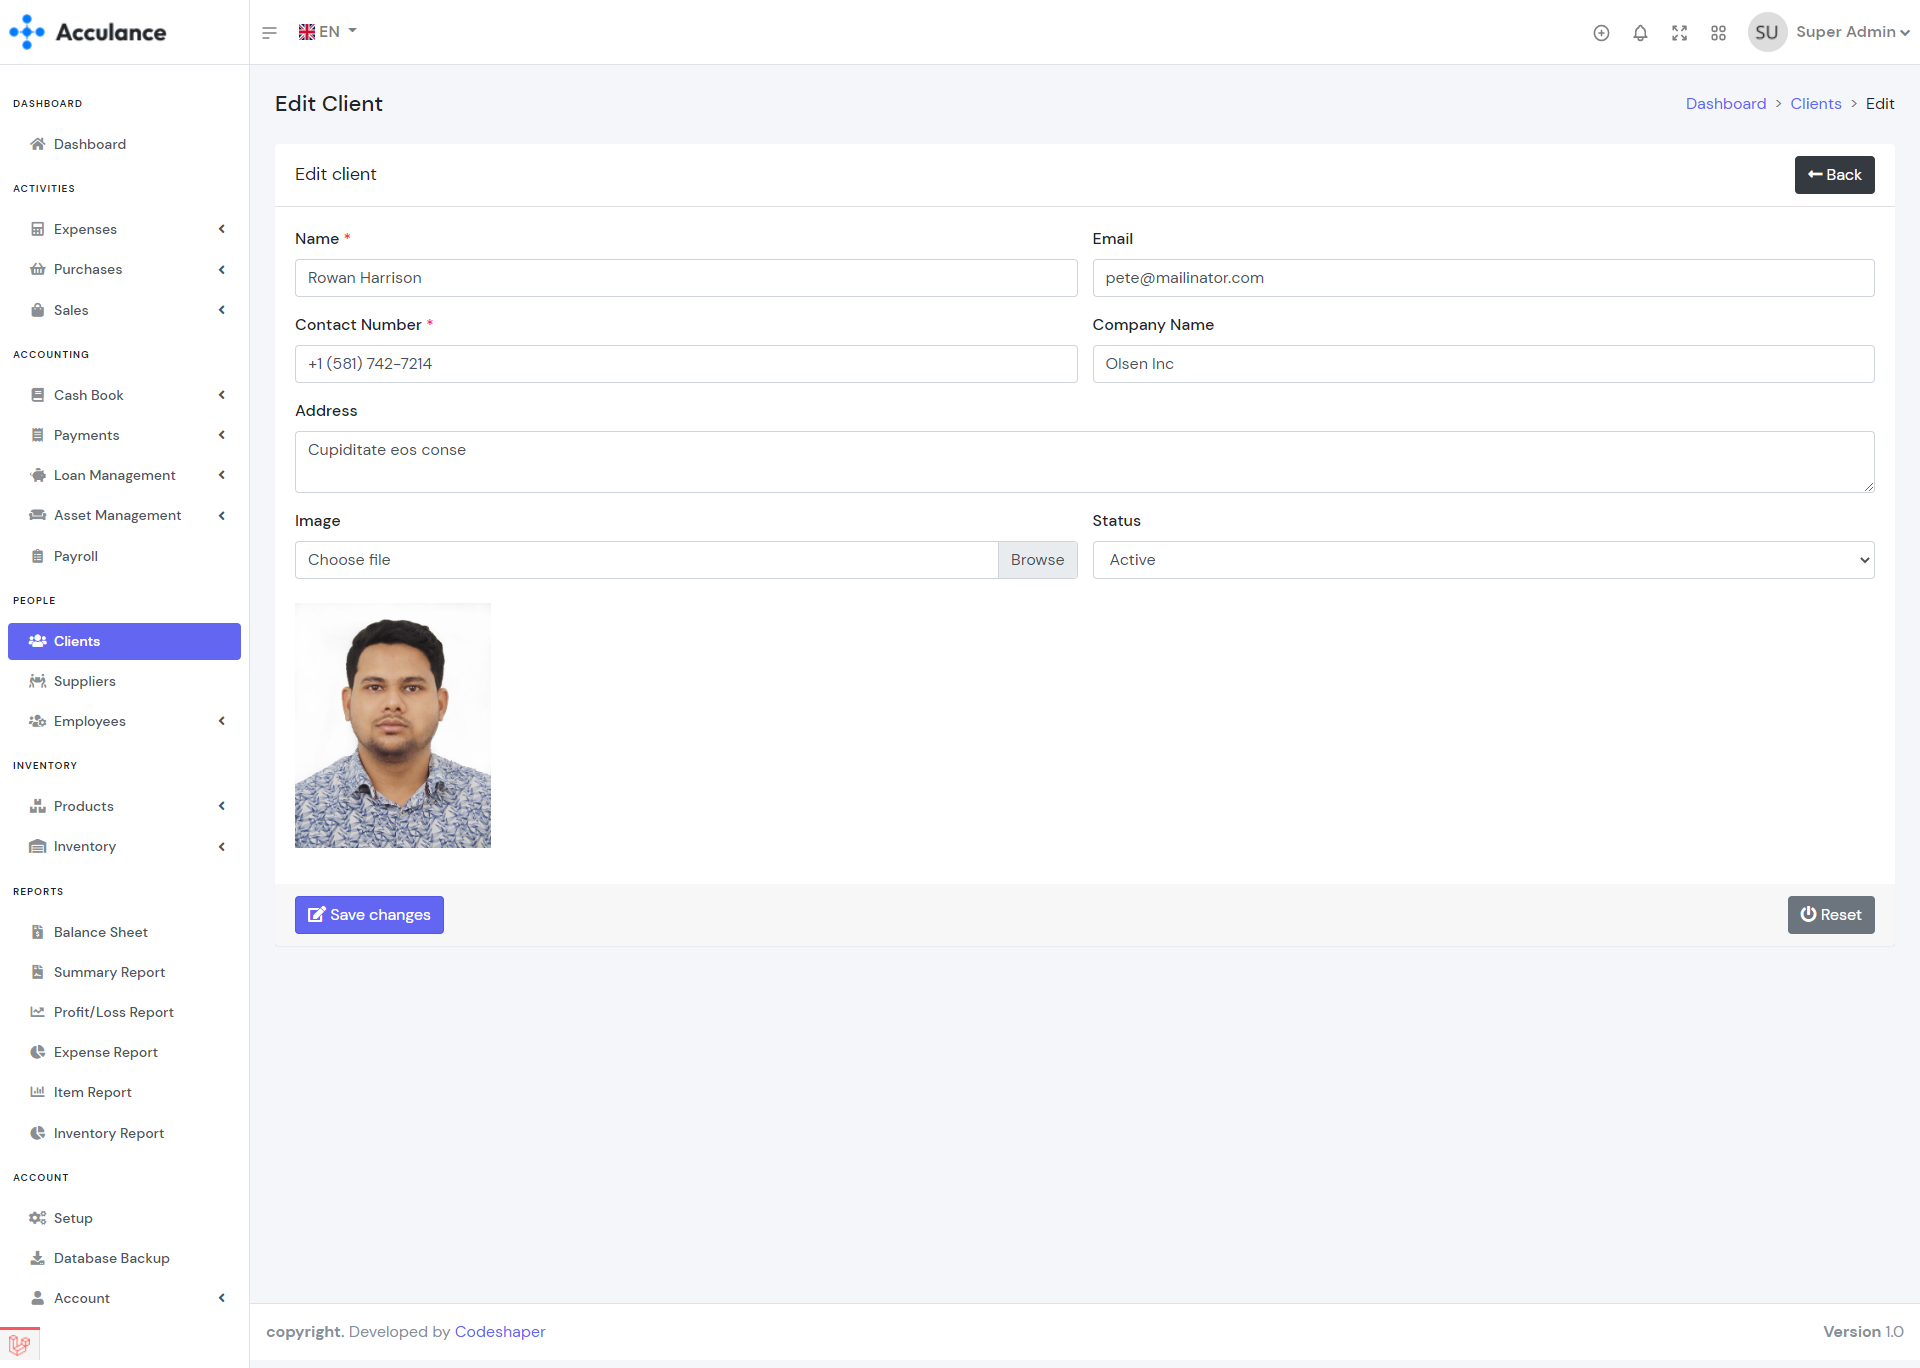 Acculance
EN
SU Super Admin
DASHBOARD
Dashboard
ACTIVITIES
Expenses
Purchases
Sales
ACCOUNTING
Cash Book
Payments
Loan Management
Asset Management
Payroll
PEOPLE
Clients
Suppliers
Employees
INVENTORY
Products
Inventory
REPORTS
Balance Sheet
Summary Report
Profit/Loss Report
Expense Report
Item Report
Inventory Report
ACCOUNT
Setup
Database Backup
Account
Edit Client
Dashboard > Clients > Edit
Edit client
Back
Name *
Rowan Harrison
Email
pete@mailinator.com
Contact Number *
+1 (581) 742-7214
Company Name
Olsen Inc
Address
Cupiditate eos conse
Image
Choose file Browse
Status
Active
Save changes
Reset
copyright. Developed by Codeshaper
Version 1.0